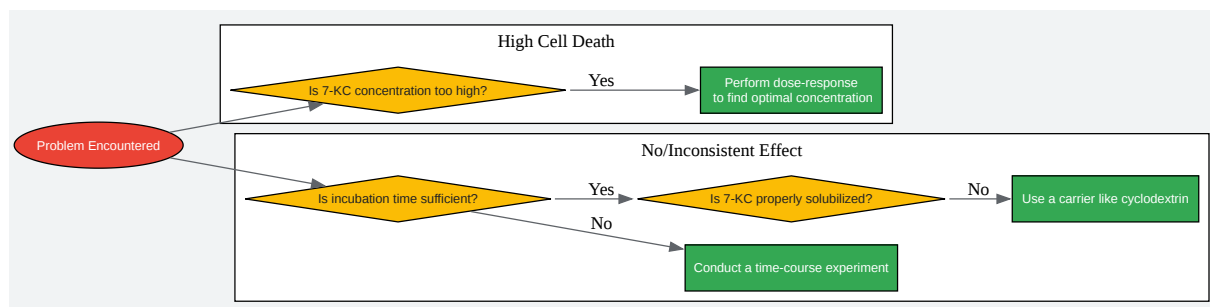 High Cell Death
Is 7-KC concentration too high?
Yes
Perform dose-response
to find optimal concentration
Problem Encountered
No/Inconsistent Effect
Is incubation time sufficient?
Yes
Is 7-KC properly solubilized?
No
Use a carrier like cyclodextrin
No
Conduct a time-course experiment